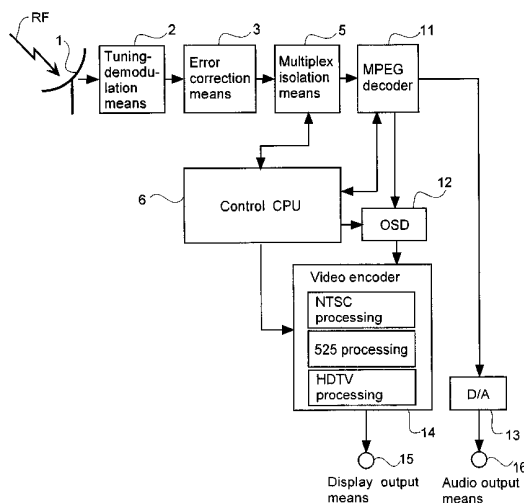 RF
1
2
3
5
11
Tuning-
demodu-
lation
means
Error
correction
means
Multiplex
isolation
means
MPEG
decoder
6
Control CPU
12
OSD
Video encoder
NTSC
processing
525 processing
HDTV
processing
14
D/A
13
15
16
Display output
means
Audio output
means